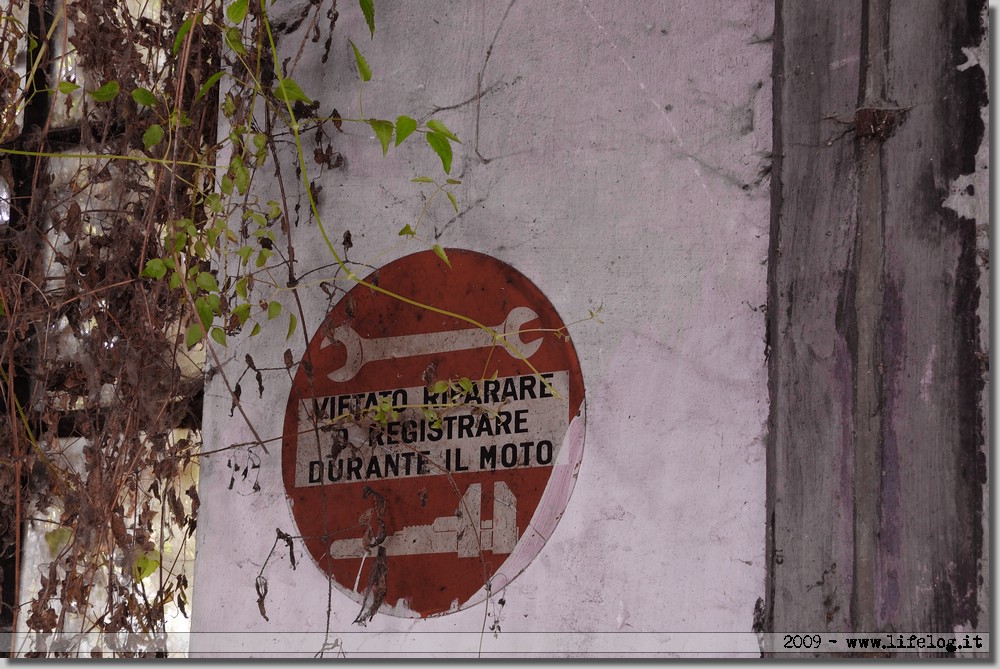 VIETATO RIPARARE
O REGISTRARE
DURANTE IL MOTO
2009 - www.lifelog.it